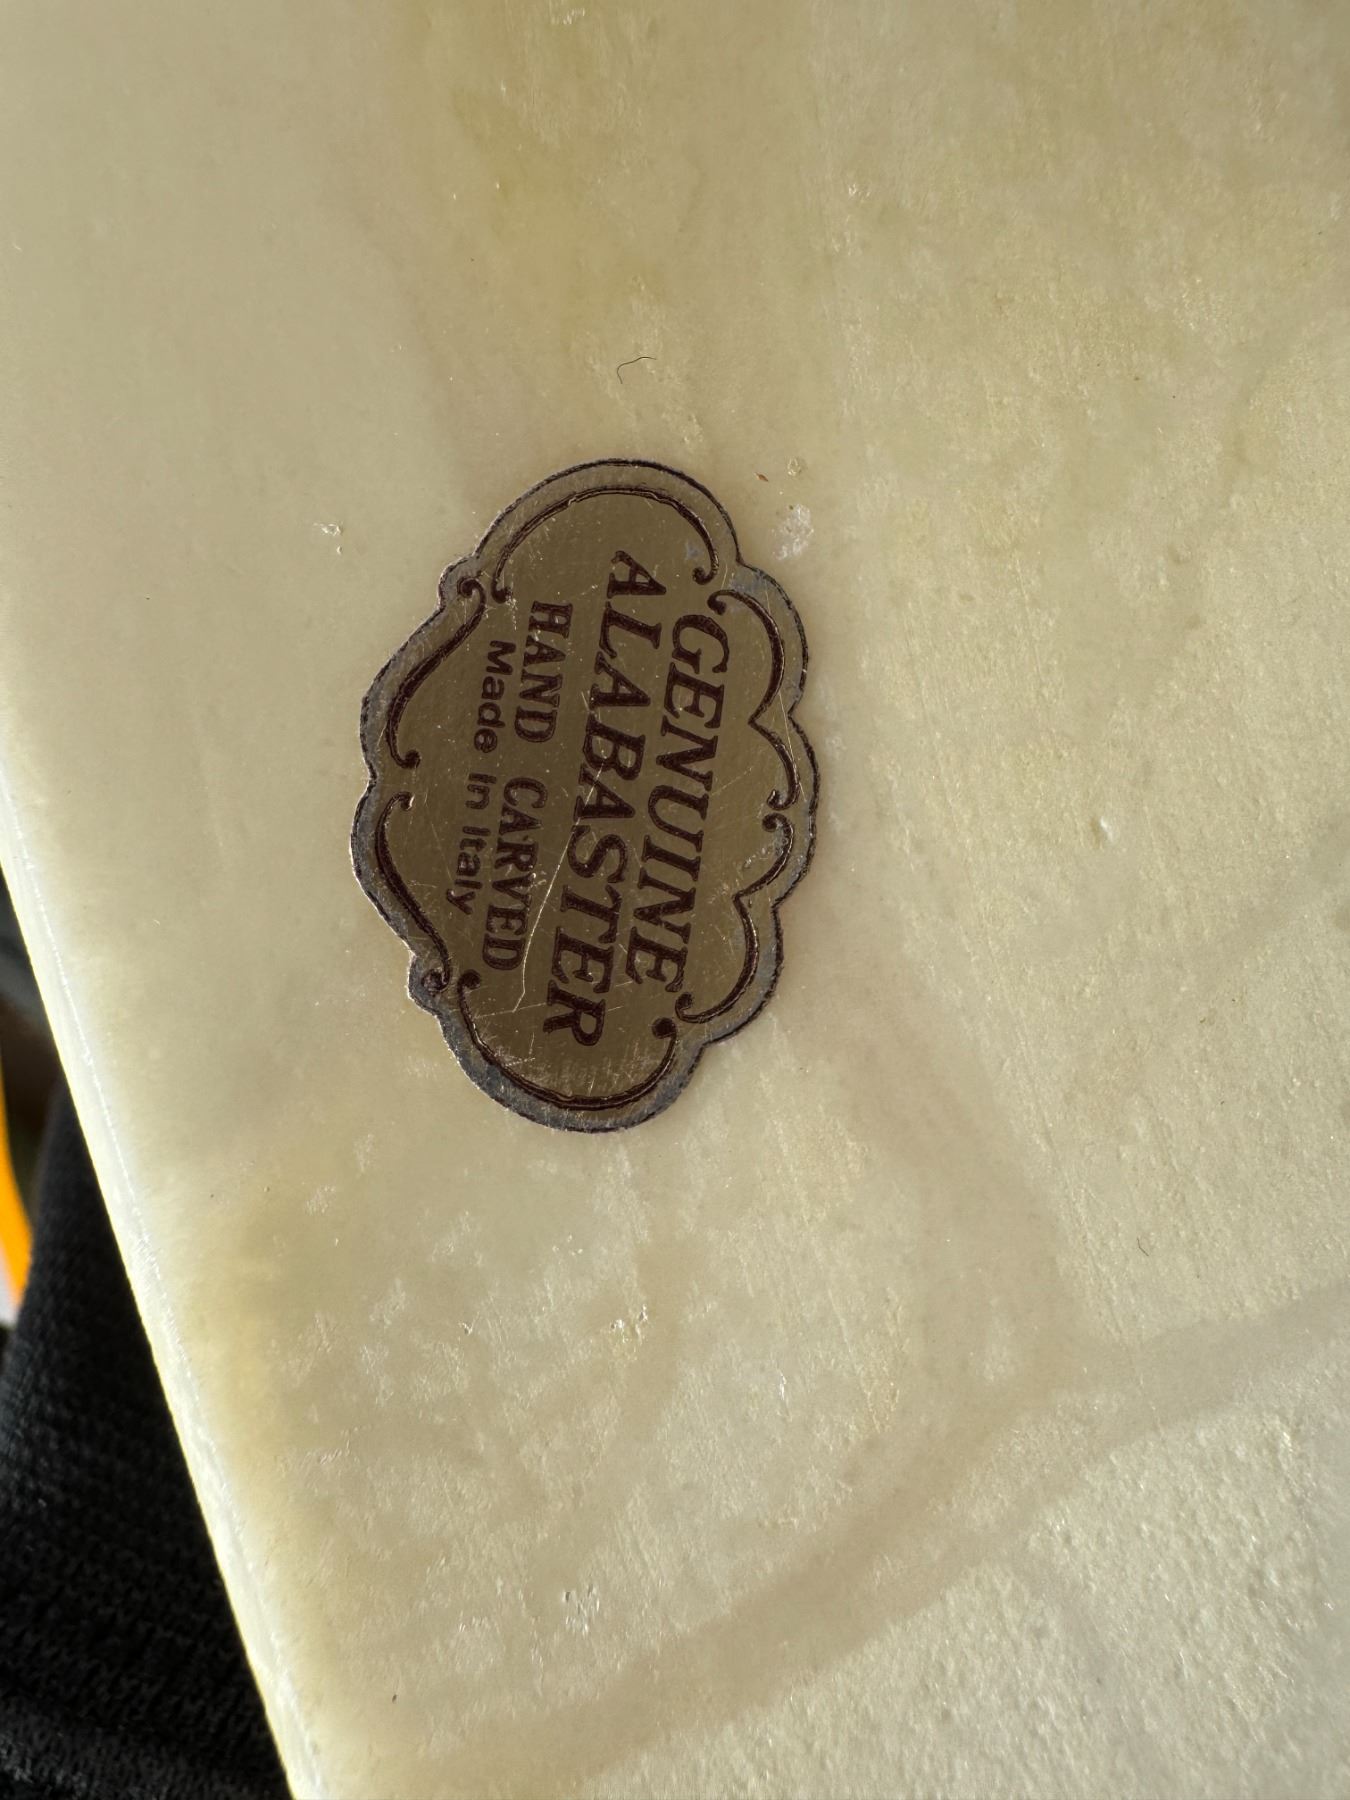 GENUINE
ALABASTER
HAND CARVED
Made In Italy